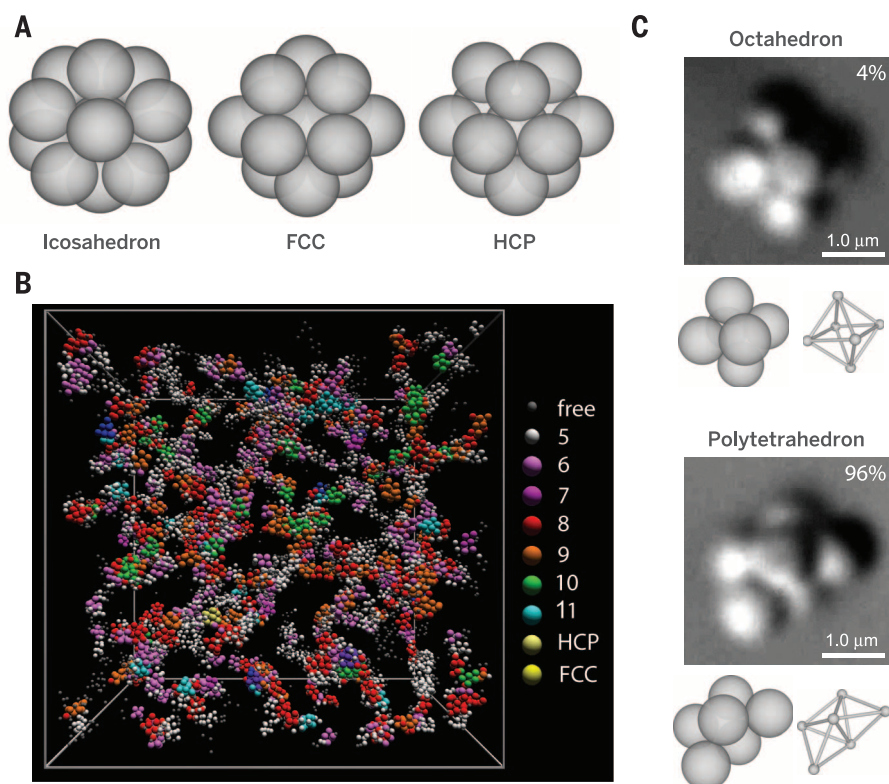 A
Icosahedron
FCC
HCP
B
free
5
6
7
8
9
10
11
HCP
FCC
C
Octahedron
4%
1.0 μm
Polytetrahedron
96%
1.0 μm